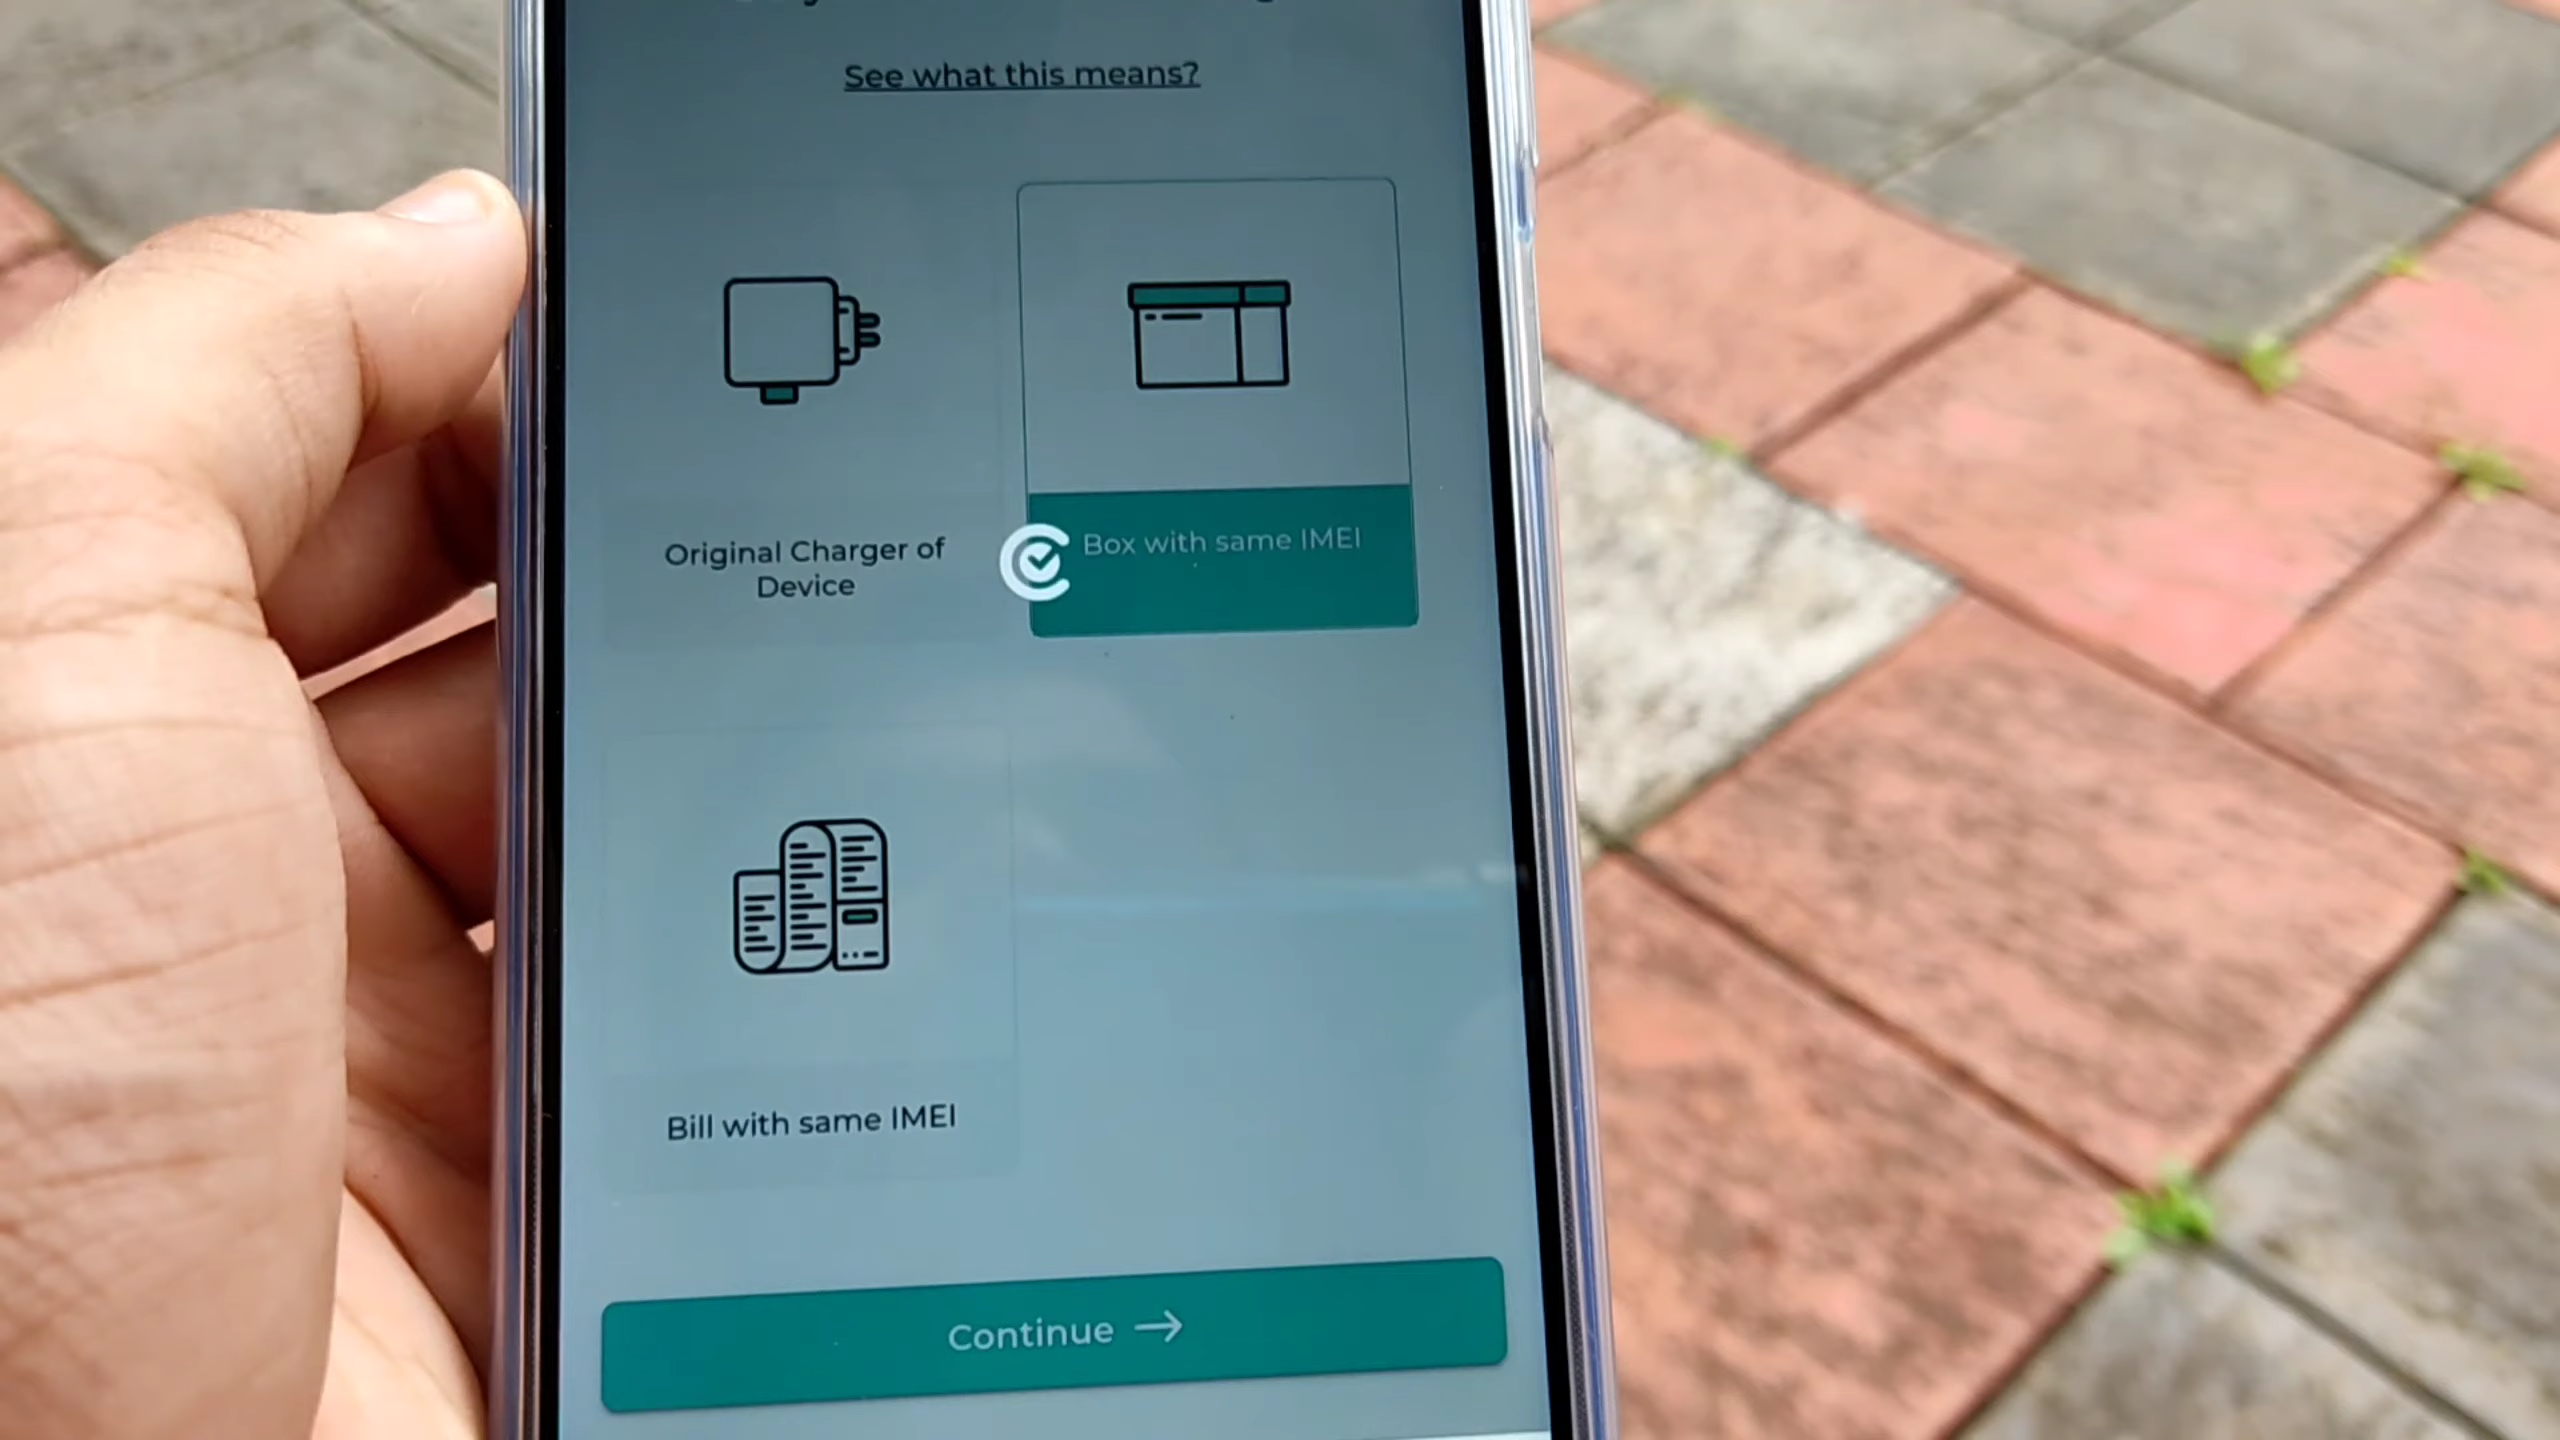 See what this means?
Original Charger of
Device
Box with same IMEI
Bill with same IMEI
Continue →